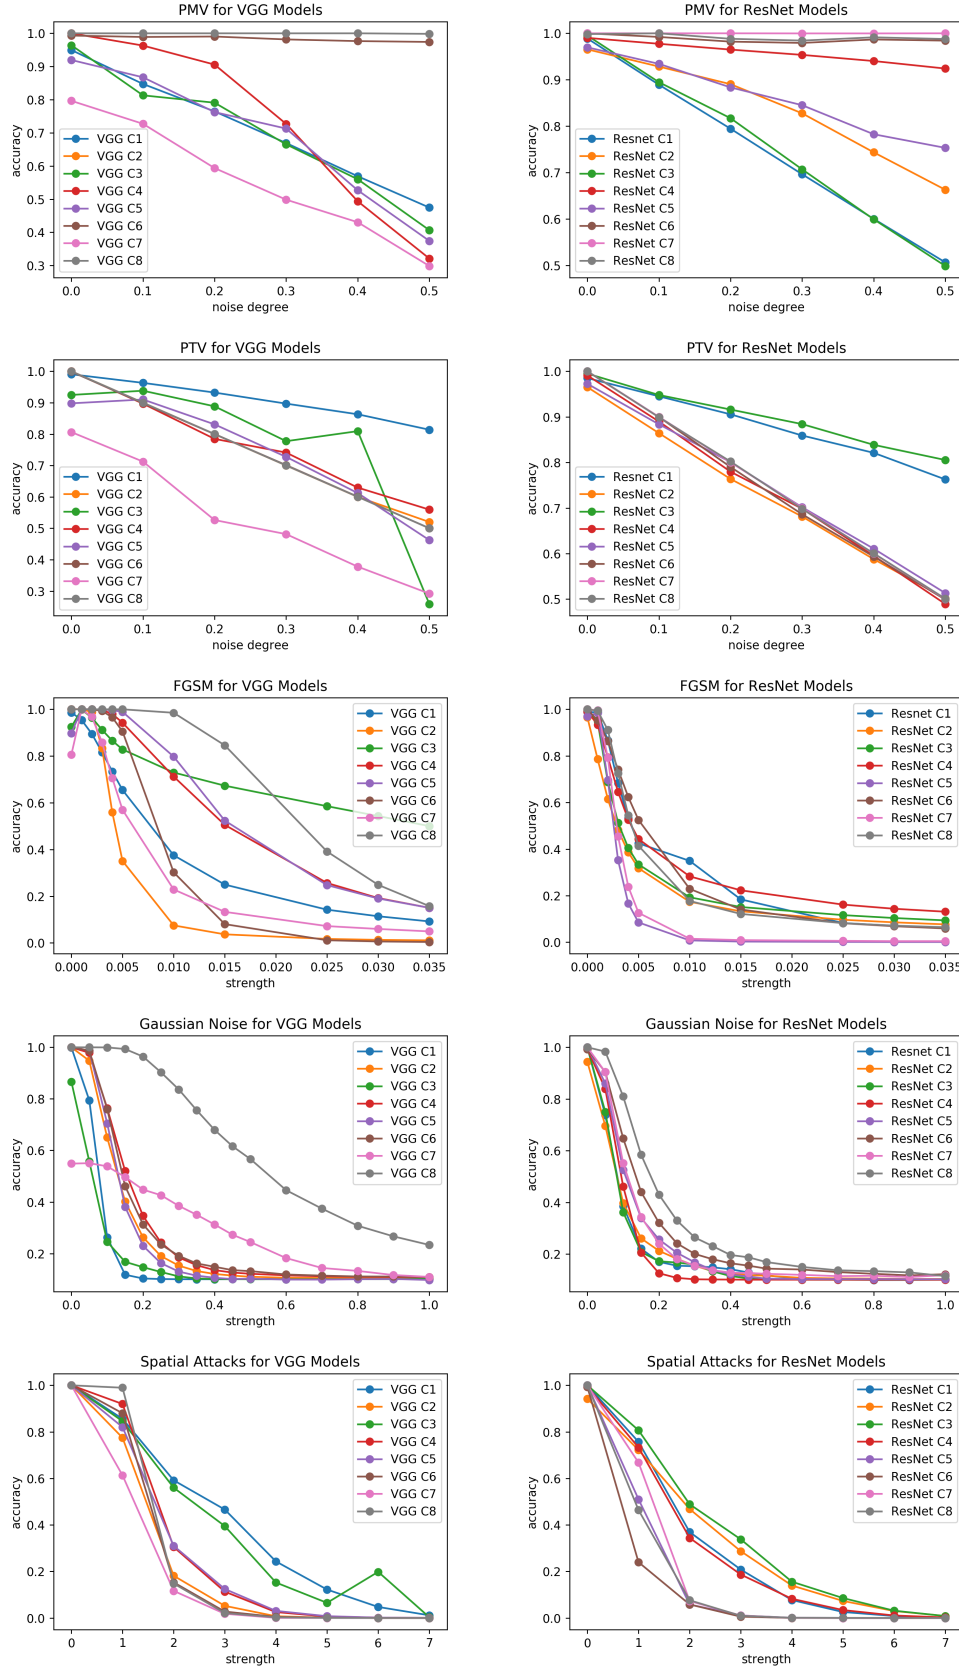 PMV for VGG Models
1.0
0.9
0.8
0.7
0.6
0.5
0.4
0.3
accuracy
VGG C1
VGG C2
VGG C3
VGG C4
VGG C5
VGG C6
VGG C7
VGG C8
0.0 0.1 0.2 0.3 0.4 0.5
noise degree
PMV for ResNet Models
1.0
0.9
0.8
0.7
0.6
0.5
accuracy
Resnet C1
ResNet C2
ResNet C3
ResNet C4
ResNet C5
ResNet C6
ResNet C7
ResNet C8
0.0 0.1 0.2 0.3 0.4 0.5
noise degree
PTV for VGG Models
1.0
0.9
0.8
0.7
0.6
0.5
0.4
0.3
accuracy
VGG C1
VGG C2
VGG C3
VGG C4
VGG C5
VGG C6
VGG C7
VGG C8
0.0 0.1 0.2 0.3 0.4 0.5
noise degree
PTV for ResNet Models
1.0
0.9
0.8
0.7
0.6
0.5
accuracy
Resnet C1
ResNet C2
ResNet C3
ResNet C4
ResNet C5
ResNet C6
ResNet C7
ResNet C8
0.0 0.1 0.2 0.3 0.4 0.5
noise degree
FGSM for VGG Models
1.0
0.8
0.6
0.4
0.2
0.0
accuracy
VGG C1
VGG C2
VGG C3
VGG C4
VGG C5
VGG C6
VGG C7
VGG C8
0.000 0.005 0.010 0.015 0.020 0.025 0.030 0.035
strength
FGSM for ResNet Models
1.0
0.8
0.6
0.4
0.2
0.0
accuracy
Resnet C1
ResNet C2
ResNet C3
ResNet C4
ResNet C5
ResNet C6
ResNet C7
ResNet C8
0.000 0.005 0.010 0.015 0.020 0.025 0.030 0.035
strength
Gaussian Noise for VGG Models
1.0
0.8
0.6
0.4
0.2
accuracy
VGG C1
VGG C2
VGG C3
VGG C4
VGG C5
VGG C6
VGG C7
VGG C8
0.0 0.2 0.4 0.6 0.8 1.0
strength
Gaussian Noise for ResNet Models
1.0
0.8
0.6
0.4
0.2
accuracy
Resnet C1
ResNet C2
ResNet C3
ResNet C4
ResNet C5
ResNet C6
ResNet C7
ResNet C8
0.0 0.2 0.4 0.6 0.8 1.0
strength
Spatial Attacks for VGG Models
1.0
0.8
0.6
0.4
0.2
0.0
accuracy
VGG C1
VGG C2
VGG C3
VGG C4
VGG C5
VGG C6
VGG C7
VGG C8
0 1 2 3 4 5 6 7
strength
Spatial Attacks for ResNet Models
1.0
0.8
0.6
0.4
0.2
0.0
accuracy
ResNet C1
ResNet C2
ResNet C3
ResNet C4
ResNet C5
ResNet C6
ResNet C7
ResNet C8
0 1 2 3 4 5 6 7
strength